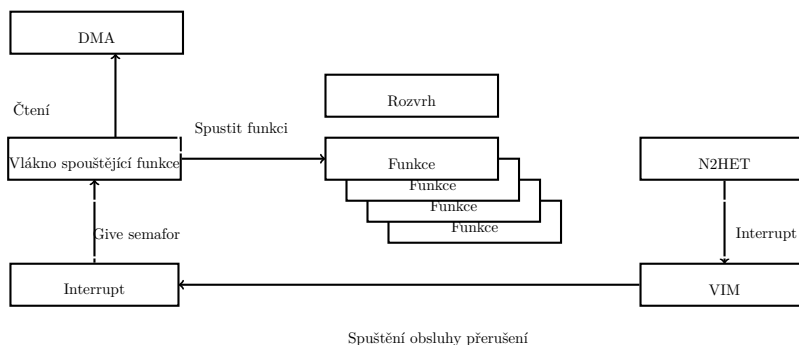 DMA
Čtení
Rozvrh
Spustit funkci
Vlákno spouštějící funkce
Funkce
N2HET
Funkce
Funkce
Funkce
Give semafor
Interrupt
Interrupt
VIM
Spuštění obsluhy přerušení